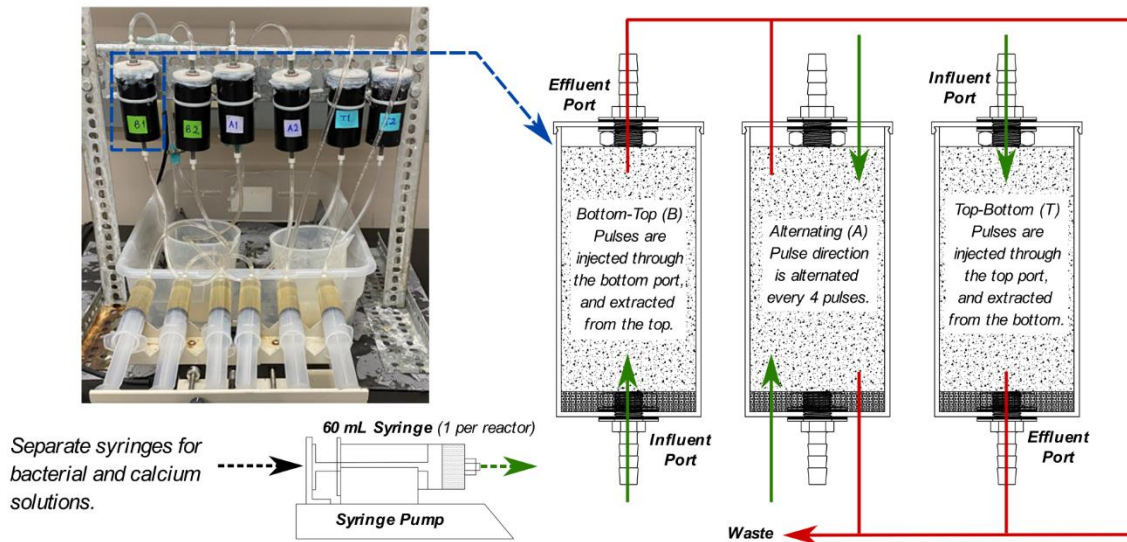 B1
B2
A1
A2
T1
T2
Effluent
Port
Influent
Port
Bottom-Top (B)
Pulses are
injected through
the bottom port,
and extracted
from the top.
Alternating (A)
Pulse direction
is alternated
every 4 pulses.
Top-Bottom (T)
Pulses are
injected through
the top port,
and extracted
from the bottom.
Separate syringes for
bacterial and calcium
solutions.
60 mL Syringe (1 per reactor)
Syringe Pump
Influent
Port
Effluent
Port
Waste